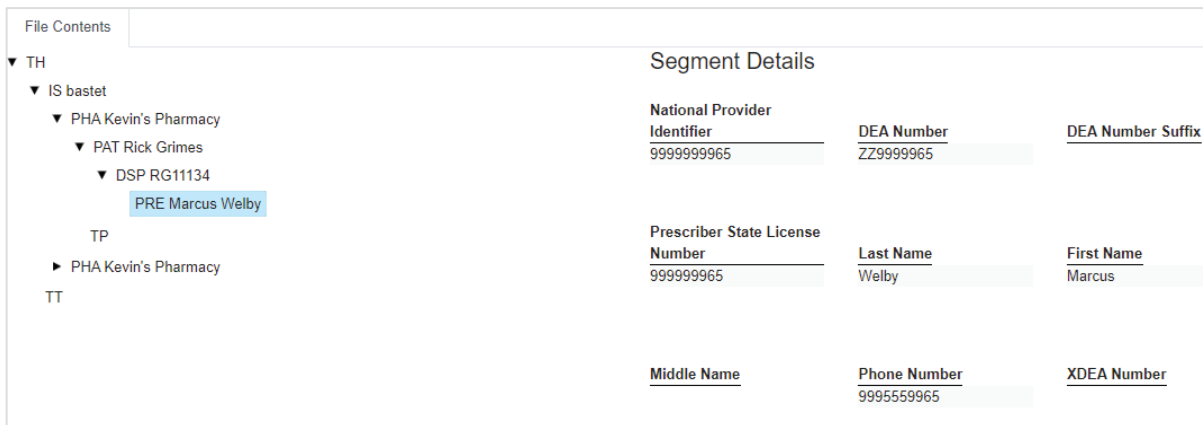 File Contents
TH
IS bastet
PHA Kevin's Pharmacy
PAT Rick Grimes
DSP RG11134
PRE Marcus Welby
TP
PHA Kevin's Pharmacy
TT
Segment Details
National Provider
Identifier DEA Number DEA Number Suffix
9999999965 ZZ9999965
Prescriber State License
Number Last Name First Name
999999965 Welby Marcus
Middle Name Phone Number XDEA Number
9995559965